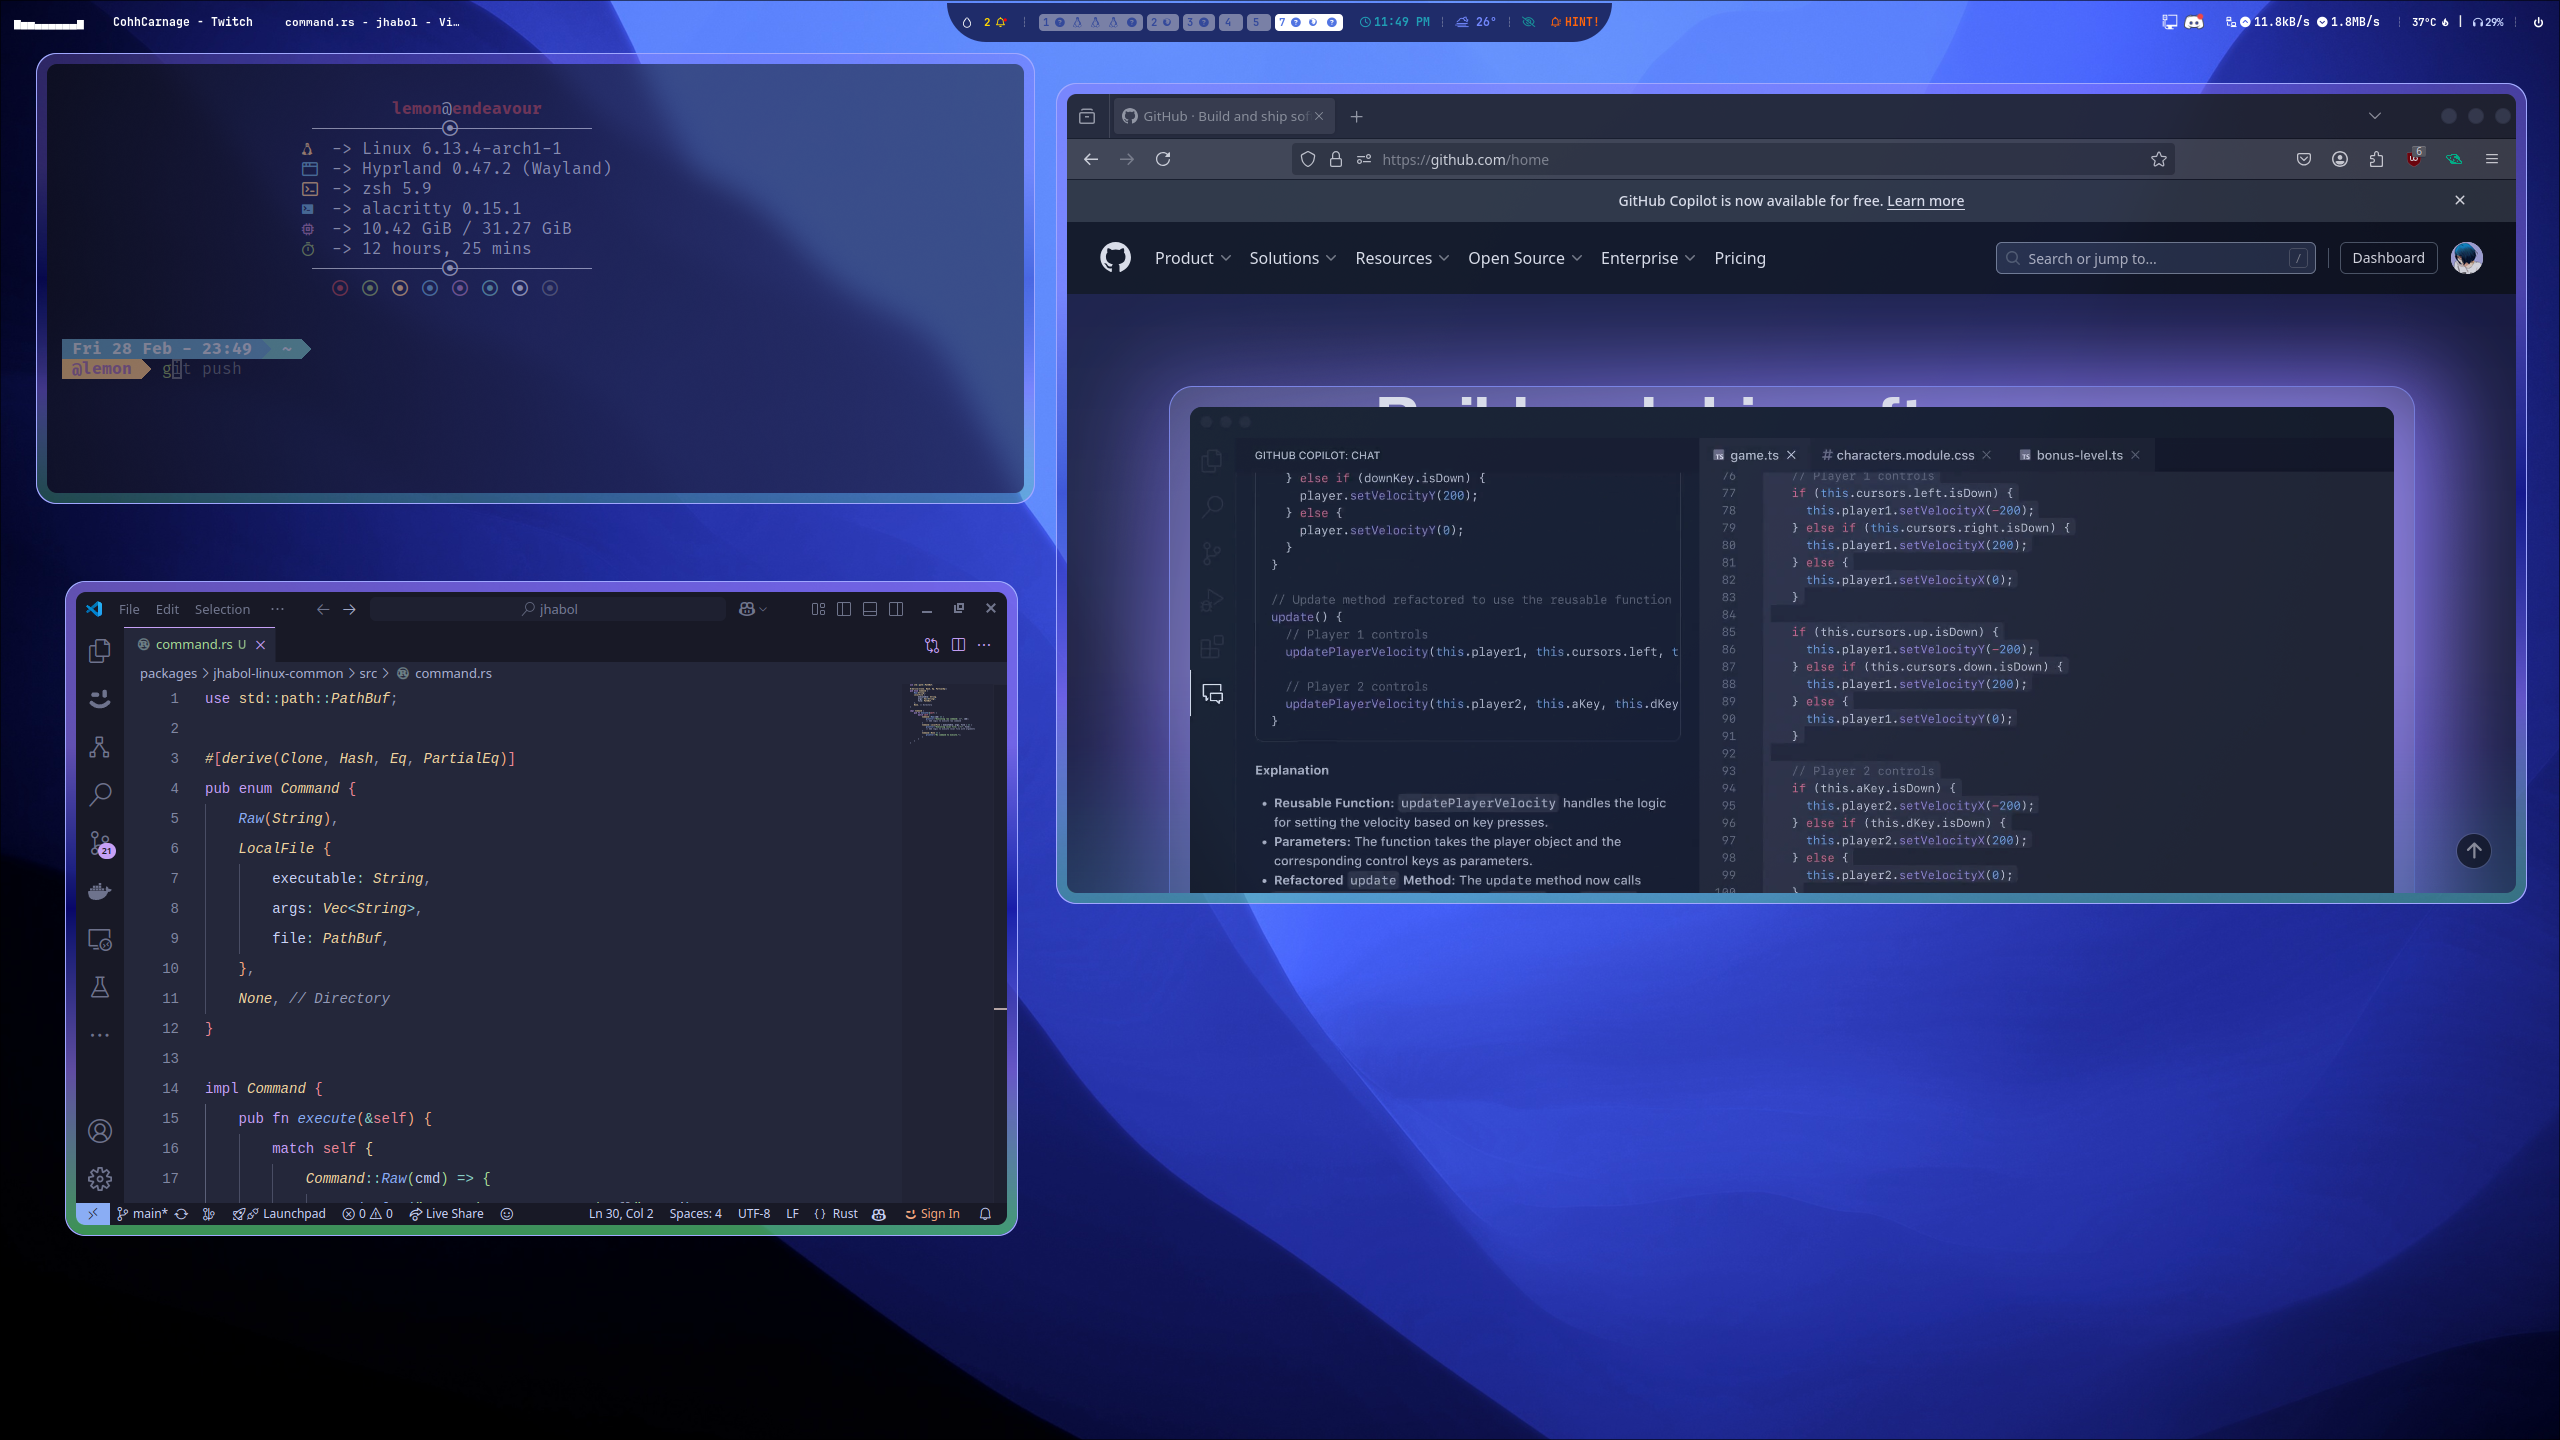 CohhCarnage - Twitch
command.rs - jhabol - Vi…
2
1
2
3
4
5
7
11:49 PM
26°
HINT!
11.8kB/s
1.8MB/s
37°C
29%
lemon@endeavour
-> Linux 6.13.4-arch1-1
-> Hyprland 0.47.2 (Wayland)
-> zsh 5.9
-> alacritty 0.15.1
-> 10.42 GiB / 31.27 GiB
-> 12 hours, 25 mins
Fri 28 Feb - 23:49 ~
@lemon git push
GitHub · Build and ship sof
https://github.com/home
6
GitHub Copilot is now available for free. Learn more
Product Solutions Resources Open Source Enterprise Pricing
Search or jump to... /
Dashboard
GITHUB COPILOT: CHAT
} else if (downKey.isDown) {
player.setVelocityY(200);
} else {
player.setVelocityY(0);
}
}
// Update method refactored to use the reusable function
update() {
// Player 1 controls
updatePlayerVelocity(this.player1, this.cursors.left, t
// Player 2 controls
updatePlayerVelocity(this.player2, this.aKey, this.dKey
}
Explanation
• Reusable Function: updatePlayerVelocity handles the logic
for setting the velocity based on key presses.
• Parameters: The function takes the player object and the
corresponding control keys as parameters.
• Refactored update Method: The update method now calls
game.ts
# characters.module.css
bonus-level.ts
76 // Player 1 controls
77 if (this.cursors.left.isDown) {
78 this.player1.setVelocityX(-200);
79 } else if (this.cursors.right.isDown) {
80 this.player1.setVelocityX(200);
81 } else {
82 this.player1.setVelocityX(0);
83 }
84
85 if (this.cursors.up.isDown) {
86 this.player1.setVelocityY(-200);
87 } else if (this.cursors.down.isDown) {
88 this.player1.setVelocityY(200);
89 } else {
90 this.player1.setVelocityY(0);
91 }
92
93 // Player 2 controls
94 if (this.aKey.isDown) {
95 this.player2.setVelocityX(-200);
96 } else if (this.dKey.isDown) {
97 this.player2.setVelocityX(200);
98 } else {
99 this.player2.setVelocityX(0);
100 }
File Edit Selection ···
jhabol
command.rs U
packages > jhabol-linux-common > src > command.rs
1 use std::path::PathBuf;
2
3 #[derive(Clone, Hash, Eq, PartialEq)]
4 pub enum Command {
5 Raw(String),
6 LocalFile {
7 executable: String,
8 args: Vec<String>,
9 file: PathBuf,
10 },
11 None, // Directory
12 }
13
14 impl Command {
15 pub fn execute(&self) {
16 match self {
17 Command::Raw(cmd) => {
21
main* Launchpad 0 0 Live Share
Ln 30, Col 2 Spaces: 4 UTF-8 LF {} Rust Sign In